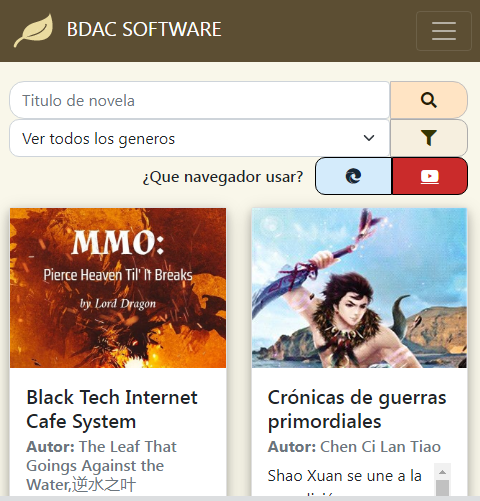 BDAC SOFTWARE
Titulo de novela
Ver todos los generos
¿Que navegador usar?
MMO:
Pierce Heaven Til' It Breaks
by Lord Dragon
Black Tech Internet
Cafe System
Autor: The Leaf That
Goings Against the
Water,逆水之叶
Crónicas de guerras
primordiales
Autor: Chen Ci Lan Tiao
Shao Xuan se une a la